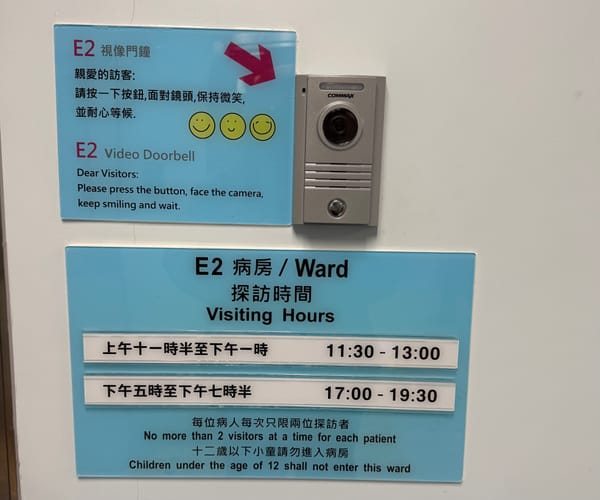 E2 視像門鐘
親愛的訪客:
請按一下按鈕,面對鏡頭,保持微笑,
並耐心等候.
E2 Video Doorbell
Dear Visitors:
Please press the button, face the camera,
keep smiling and wait.
COMMAX
E2 病房 / Ward
探訪時間
Visiting Hours
上午十一時半至下午一時 11:30 - 13:00
下午五時至下午七時半 17:00 - 19:30
每位病人每次只限兩位探訪者
No more than 2 visitors at a time for each patient
十二歲以下小童請勿進入病房
Children under the age of 12 shall not enter this ward